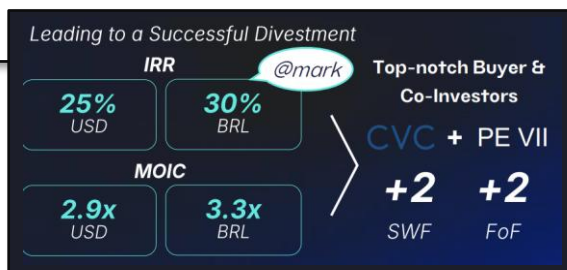 Leading to a Successful Divestment
IRR
@mark
25%
USD
30%
BRL
MOIC
2.9x
USD
3.3x
BRL
Top-notch Buyer &
Co-Investors
CVC + PE VII
+2 +2
SWF FoF